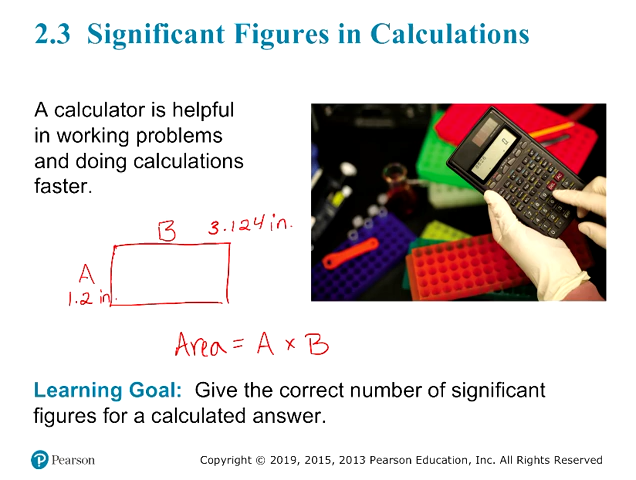 2.3 Significant Figures in Calculations
A calculator is helpful
in working problems
and doing calculations
faster.
B 3.124 in.
A
1.2 in.
Area = A × B
Learning Goal: Give the correct number of significant
figures for a calculated answer.
Pearson
Copyright © 2019, 2015, 2013 Pearson Education, Inc. All Rights Reserved